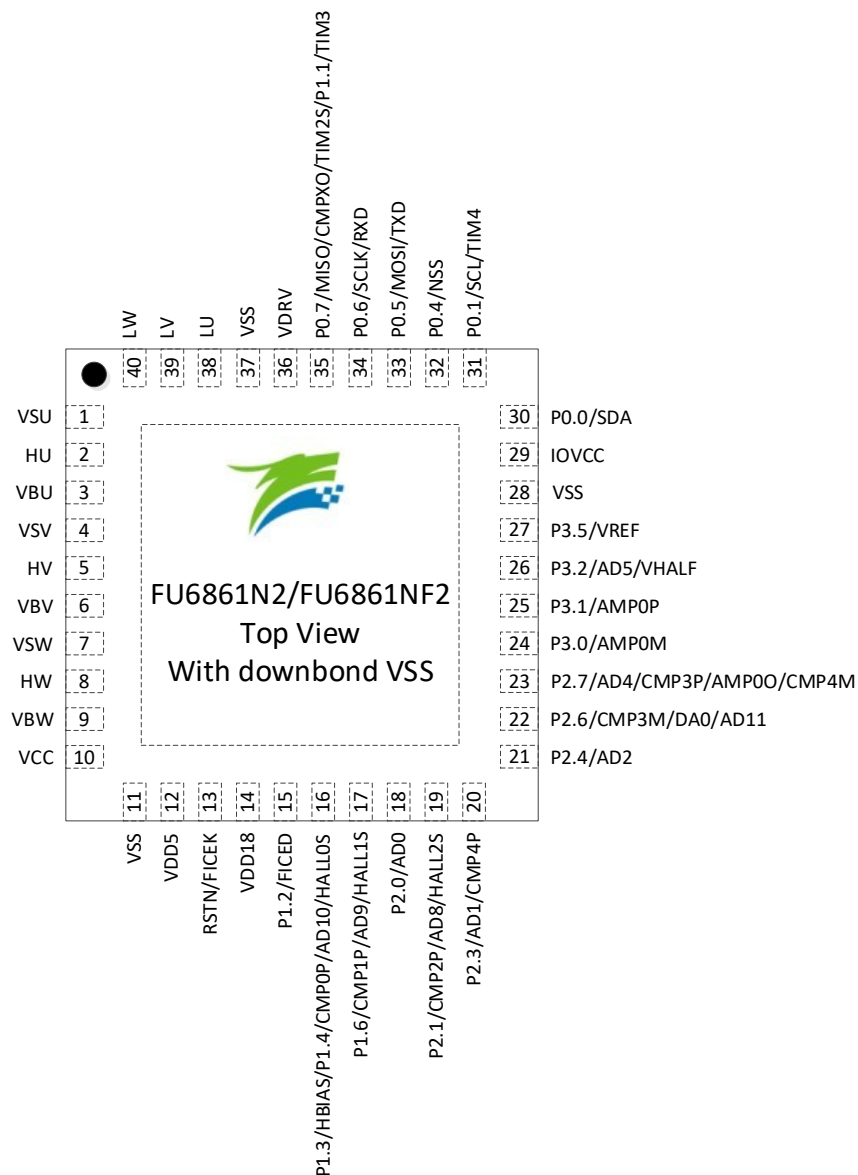 P0.7/MISO/CMPXO/TIM2S/P1.1/TIM3
P0.6/SCLK/RXD
P0.5/MOSI/TXD
P0.4/NSS
P0.1/SCL/TIM4
LW
LV
LU
VSS
VDRV
40
39
38
37
36
35
34
33
32
31
VSU 1
HU 2
VBU 3
VSV 4
HV 5
VBV 6
VSW 7
HW 8
VBW 9
VCC 10
FU6861N2/FU6861NF2
Top View
With downbond VSS
30 P0.0/SDA
29 IOVCC
28 VSS
27 P3.5/VREF
26 P3.2/AD5/VHALF
25 P3.1/AMP0P
24 P3.0/AMP0M
23 P2.7/AD4/CMP3P/AMP0O/CMP4M
22 P2.6/CMP3M/DA0/AD11
21 P2.4/AD2
11
12
13
14
15
16
17
18
19
20
VSS
VDD5
RSTN/FICEK
VDD18
P1.2/FICED
P1.3/HBIAS/P1.4/CMP0P/AD10/HALL0S
P1.6/CMP1P/AD9/HALL1S
P2.0/AD0
P2.1/CMP2P/AD8/HALL2S
P2.3/AD1/CMP4P